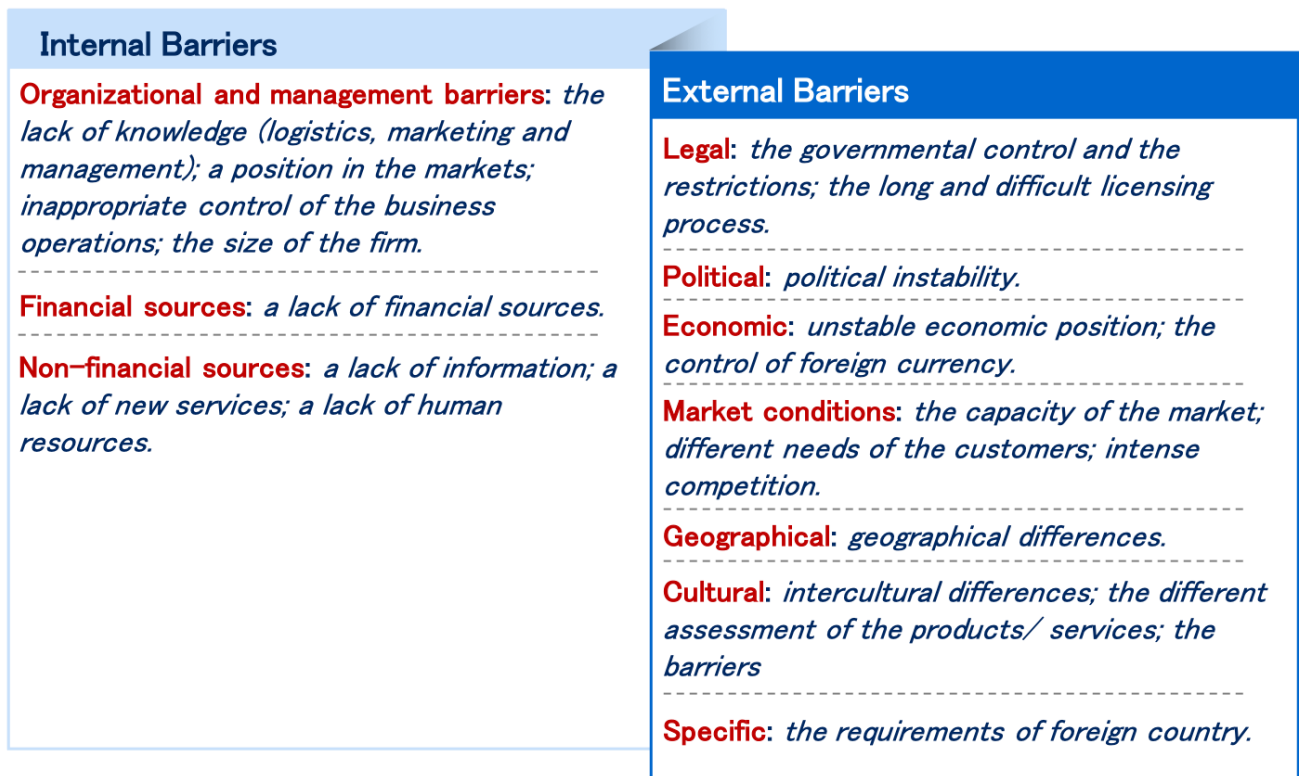 Internal Barriers
Organizational and management barriers: the
lack of knowledge (logistics, marketing and
management); a position in the markets;
inappropriate control of the business
operations; the size of the firm.
Financial sources: a lack of financial sources.
Non-financial sources: a lack of information; a
lack of new services; a lack of human
resources.
External Barriers
Legal: the governmental control and the
restrictions; the long and difficult licensing
process.
Political: political instability.
Economic: unstable economic position; the
control of foreign currency.
Market conditions: the capacity of the market;
different needs of the customers; intense
competition.
Geographical: geographical differences.
Cultural: intercultural differences; the different
assessment of the products/ services; the
barriers
Specific: the requirements of foreign country.